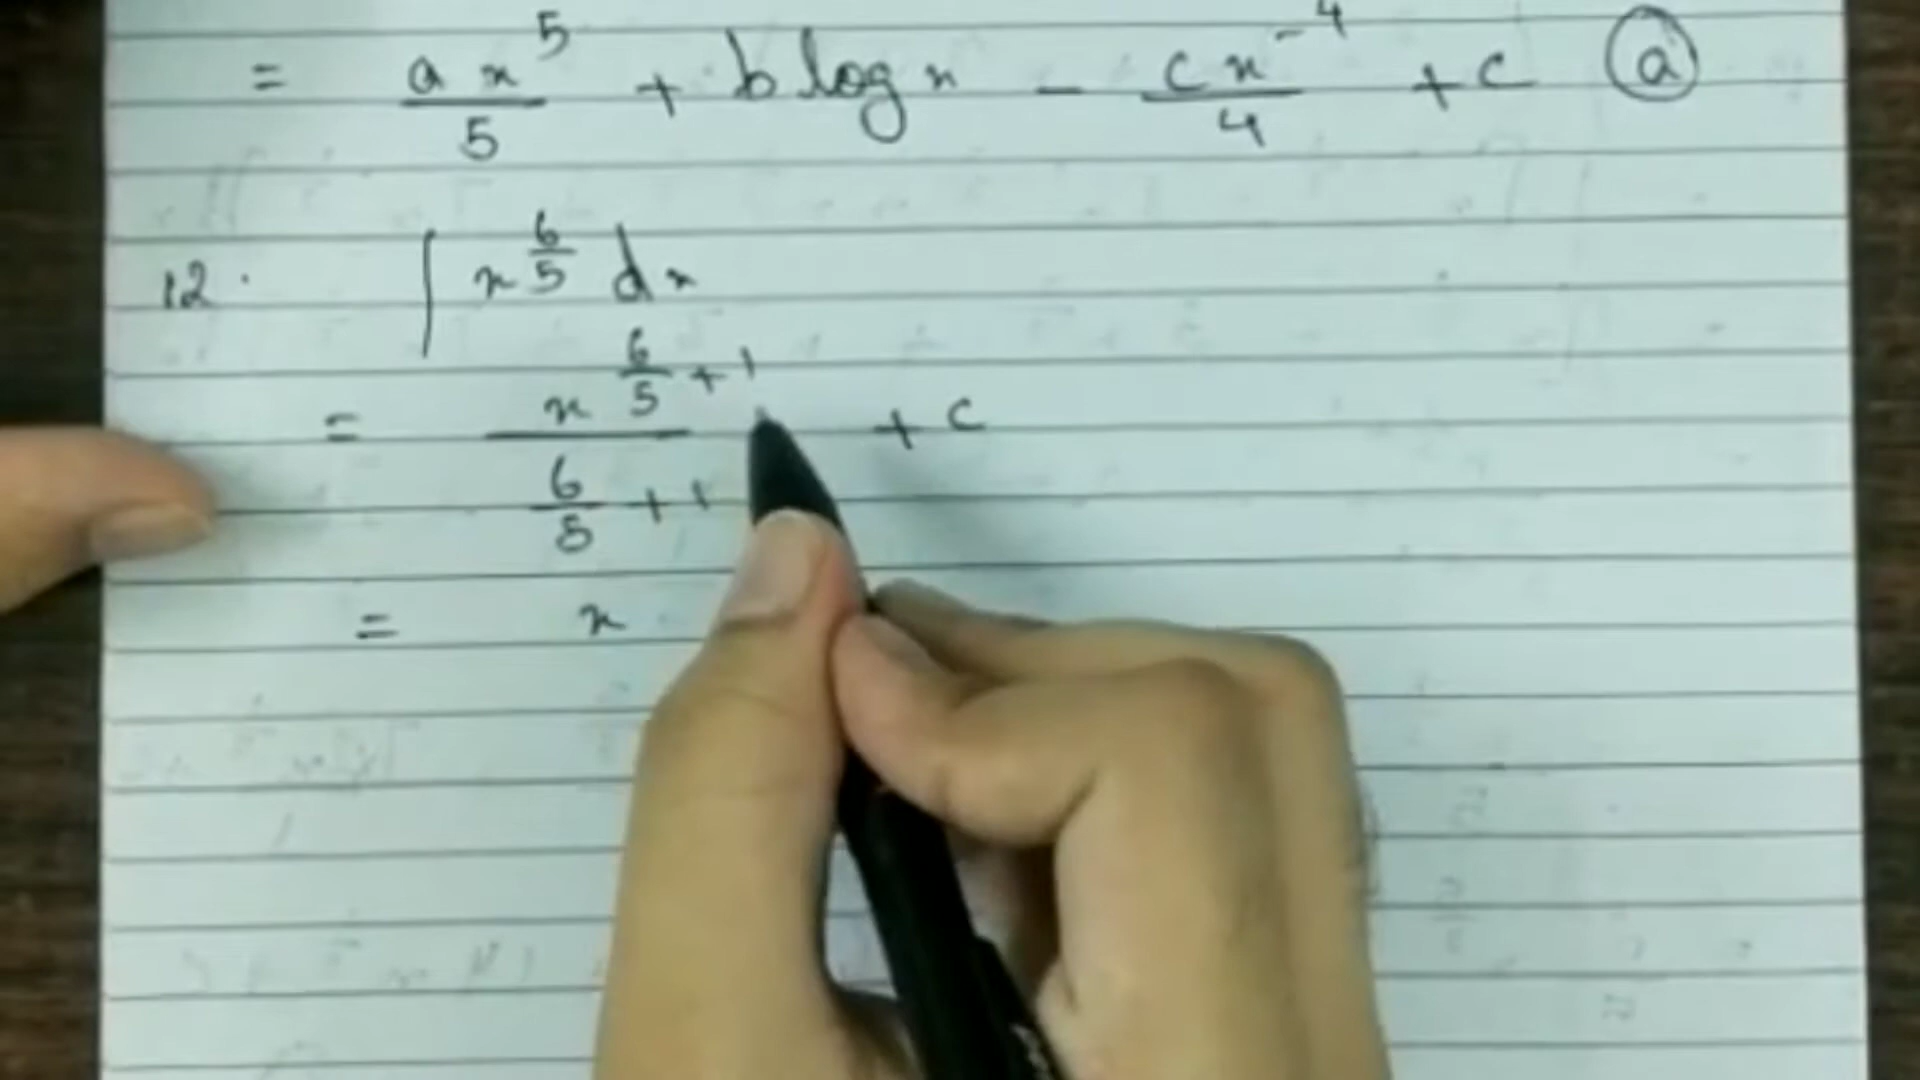 = ax^5/5 + b log x - cx^-4/4 + c (a)
12. ∫ x^6/5 dx
= x^6/5+1 / 6/5+1 + c
= x